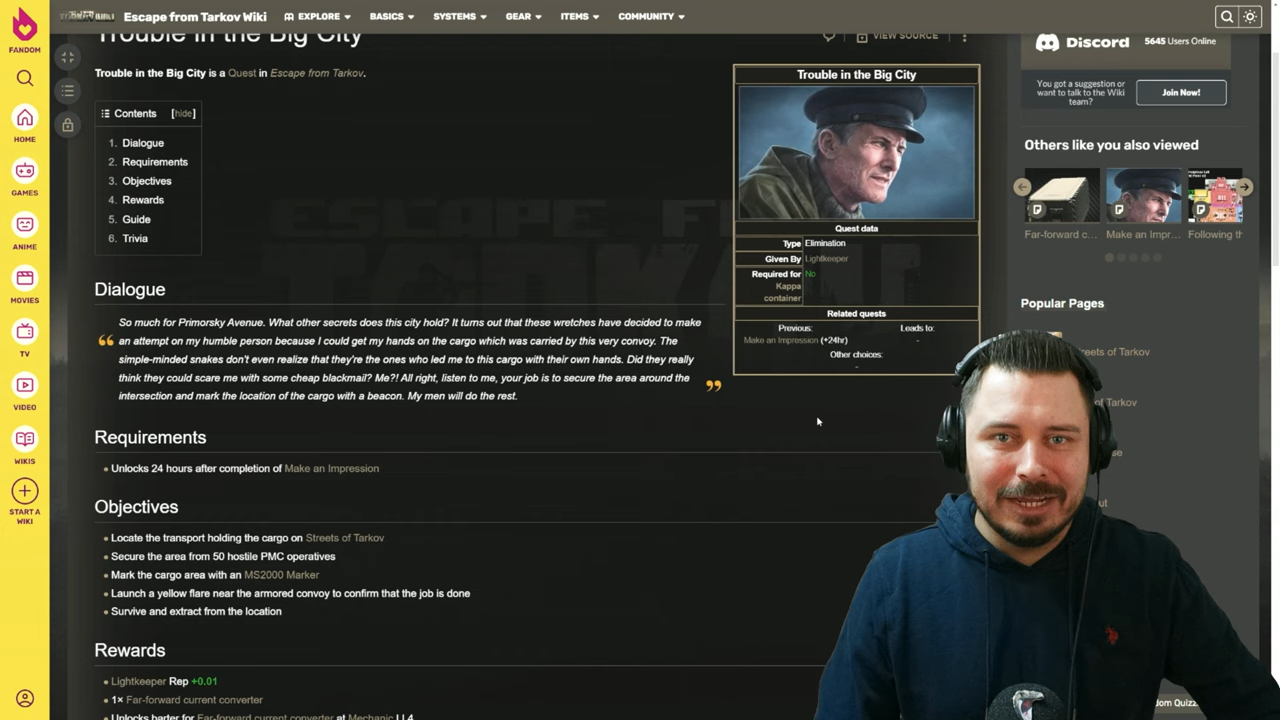 Escape from Tarkov Wiki
EXPLORE
BASICS
SYSTEMS
GEAR
ITEMS
COMMUNITY
FANDOM
HOME
GAMES
ANIME
MOVIES
TV
VIDEO
WIKIS
START A
WIKI
Trouble in the Big City
VIEW SOURCE
Trouble in the Big City is a Quest in Escape from Tarkov.
Contents [hide]
1. Dialogue
2. Requirements
3. Objectives
4. Rewards
5. Guide
6. Trivia
Dialogue
“ So much for Primorsky Avenue. What other secrets does this city hold? It turns out that these wretches have decided to make
an attempt on my humble person because I could get my hands on the cargo which was carried by this very convoy. The
simple-minded snakes don't even realize that they're the ones who led me to this cargo with their own hands. Did they really
think they could scare me with some cheap blackmail? Me?! All right, listen to me, your job is to secure the area around the
intersection and mark the location of the cargo with a beacon. My men will do the rest. ”
Requirements
• Unlocks 24 hours after completion of Make an Impression
Objectives
• Locate the transport holding the cargo on Streets of Tarkov
• Secure the area from 50 hostile PMC operatives
• Mark the cargo area with an MS2000 Marker
• Launch a yellow flare near the armored convoy to confirm that the job is done
• Survive and extract from the location
Rewards
• Lightkeeper Rep +0.01
• 1× Far-forward current converter
• Unlocks barter for Far-forward current converter at Mechanic LL4
Trouble in the Big City
Quest data
Type Elimination
Given By Lightkeeper
Required for No
Kappa
container
Related quests
Previous: Leads to:
Make an Impression (+24hr) -
Other choices:
-
Discord 5645 Users Online
You got a suggestion or
want to talk to the Wiki
team?
Join Now!
Others like you also viewed
Far-forward c...
Make an Impr...
Following th
Popular Pages
reets of Tarkov
of Tarkov